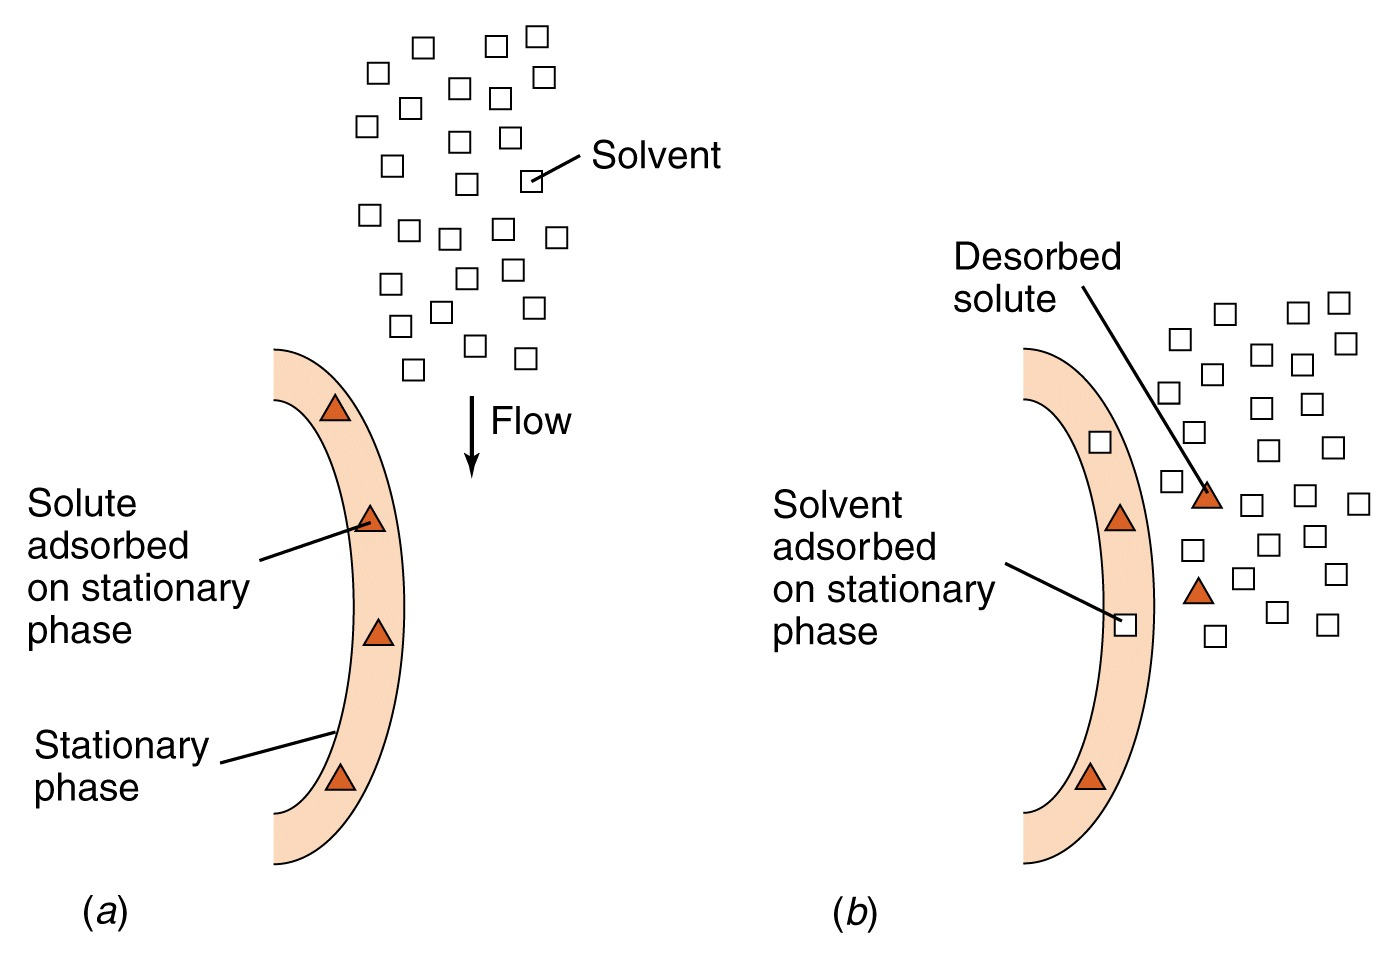 Solvent
Flow
Solute
adsorbed
on stationary
phase
Stationary
phase
(a)
Desorbed
solute
Solvent
adsorbed
on stationary
phase
(b)